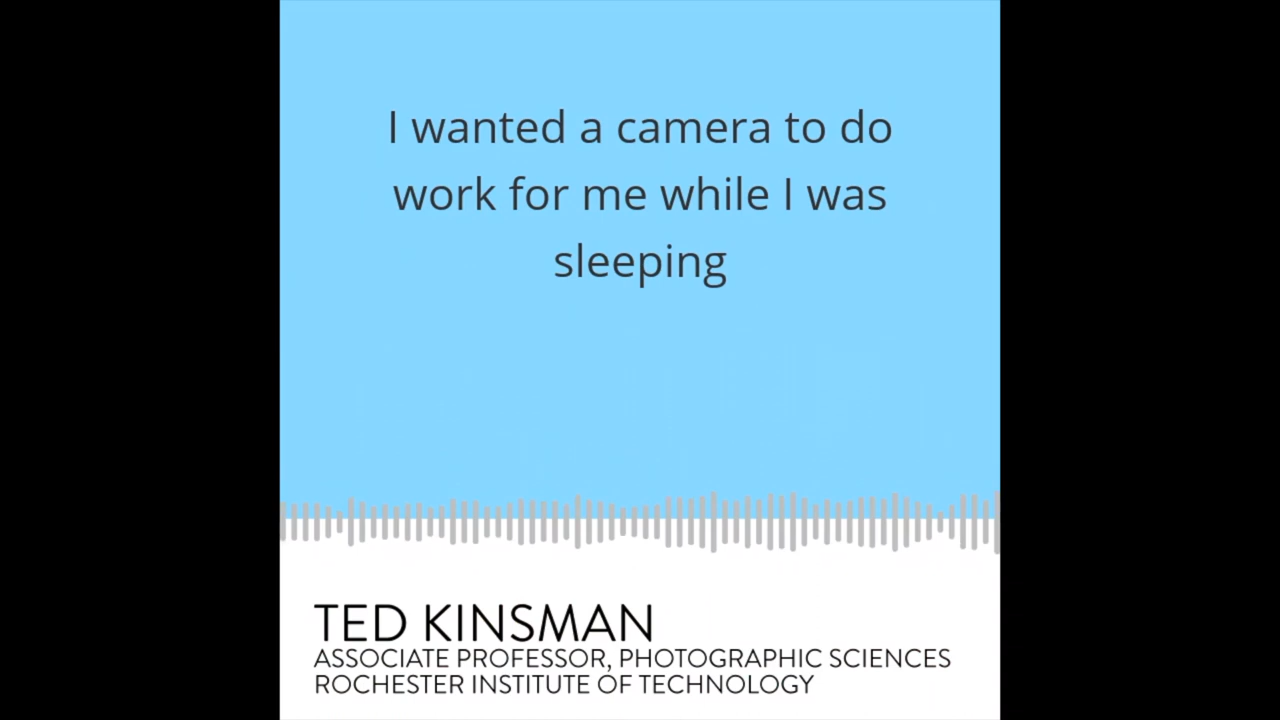 I wanted a camera to do
work for me while I was
sleeping
TED KINSMAN
ASSOCIATE PROFESSOR, PHOTOGRAPHIC SCIENCES
ROCHESTER INSTITUTE OF TECHNOLOGY